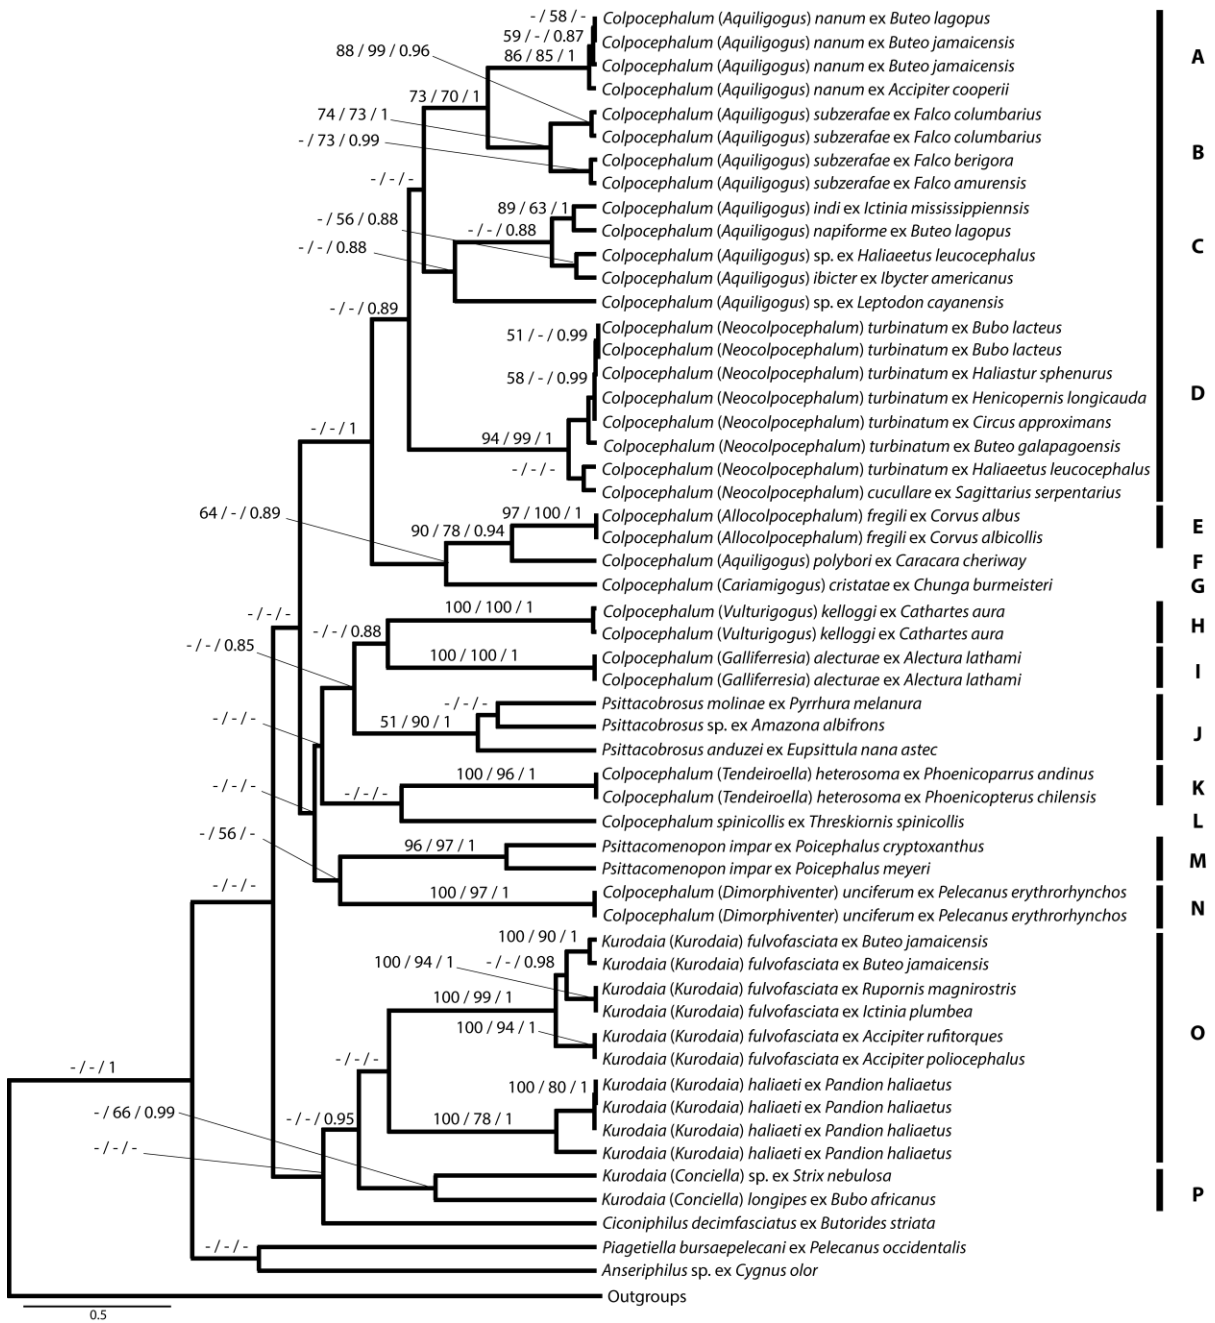 - / 58 / -
Colpocephalum (Aquiligogus) nanum ex Buteo lagopus
59 / - / 0.87
Colpocephalum (Aquiligogus) nanum ex Buteo jamaicensis
88 / 99 / 0.96
86 / 85 / 1
Colpocephalum (Aquiligogus) nanum ex Buteo jamaicensis
A
Colpocephalum (Aquiligogus) nanum ex Accipiter cooperii
73 / 70 / 1
74 / 73 / 1
Colpocephalum (Aquiligogus) subzerafae ex Falco columbarius
Colpocephalum (Aquiligogus) subzerafae ex Falco columbarius
- / 73 / 0.99
B
Colpocephalum (Aquiligogus) subzerafae ex Falco berigora
- / - / -
Colpocephalum (Aquiligogus) subzerafae ex Falco amurensis
89 / 63 / 1
Colpocephalum (Aquiligogus) indi ex Ictinia mississippiennsis
- / 56 / 0.88
- / - / 0.88
Colpocephalum (Aquiligogus) napiforme ex Buteo lagopus
- / - / 0.88
C
Colpocephalum (Aquiligogus) sp. ex Haliaeetus leucocephalus
Colpocephalum (Aquiligogus) ibicter ex Ibycter americanus
Colpocephalum (Aquiligogus) sp. ex Leptodon cayanensis
- / - / 0.89
Colpocephalum (Neocolpocephalum) turbinatum ex Bubo lacteus
51 / - / 0.99
Colpocephalum (Neocolpocephalum) turbinatum ex Bubo lacteus
58 / - / 0.99
Colpocephalum (Neocolpocephalum) turbinatum ex Haliastur sphenurus
D
Colpocephalum (Neocolpocephalum) turbinatum ex Henicopernis longicauda
Colpocephalum (Neocolpocephalum) turbinatum ex Circus approximans
- / - / 1
94 / 99 / 1
Colpocephalum (Neocolpocephalum) turbinatum ex Buteo galapagoensis
- / - / -
Colpocephalum (Neocolpocephalum) turbinatum ex Haliaeetus leucocephalus
Colpocephalum (Neocolpocephalum) cucullare ex Sagittarius serpentarius
64 / - / 0.89
97 / 100 / 1
Colpocephalum (Allocolpocephalum) fregili ex Corvus albus
E
90 / 78 / 0.94
Colpocephalum (Allocolpocephalum) fregili ex Corvus albicollis
Colpocephalum (Aquiligogus) polybori ex Caracara cheriway
F
Colpocephalum (Cariamigogus) cristatae ex Chunga burmeisteri
G
- / - / -
100 / 100 / 1
Colpocephalum (Vulturigogus) kelloggi ex Cathartes aura
H
- / - / 0.88
Colpocephalum (Vulturigogus) kelloggi ex Cathartes aura
- / - / 0.85
100 / 100 / 1
Colpocephalum (Galliferresia) alecturae ex Alectura lathami
I
Colpocephalum (Galliferresia) alecturae ex Alectura lathami
- / - / -
Psittacobrosus molinae ex Pyrrhura melanura
- / - / -
51 / 90 / 1
Psittacobrosus sp. ex Amazona albifrons
J
Psittacobrosus anduzei ex Eupsittula nana astec
100 / 96 / 1
Colpocephalum (Tendeiroella) heterosoma ex Phoenicoparrus andinus
K
- / - / -
- / - / -
Colpocephalum (Tendeiroella) heterosoma ex Phoenicopterus chilensis
Colpocephalum spinicollis ex Threskiornis spinicollis
L
- / 56 / -
96 / 97 / 1
Psittacomenopon impar ex Poicephalus cryptoxanthus
M
Psittacomenopon impar ex Poicephalus meyeri
- / - / -
100 / 97 / 1
Colpocephalum (Dimorphiventer) unciferum ex Pelecanus erythrorhynchos
N
Colpocephalum (Dimorphiventer) unciferum ex Pelecanus erythrorhynchos
100 / 90 / 1
Kurodaia (Kurodaia) fulvofasciata ex Buteo jamaicensis
100 / 94 / 1
- / - / 0.98
Kurodaia (Kurodaia) fulvofasciata ex Buteo jamaicensis
100 / 99 / 1
Kurodaia (Kurodaia) fulvofasciata ex Rupornis magnirostris
Kurodaia (Kurodaia) fulvofasciata ex Ictinia plumbea
100 / 94 / 1
Kurodaia (Kurodaia) fulvofasciata ex Accipiter rufitorques
O
- / - / -
Kurodaia (Kurodaia) fulvofasciata ex Accipiter poliocephalus
- / - / 1
100 / 80 / 1
Kurodaia (Kurodaia) haliaeti ex Pandion haliaetus
- / 66 / 0.99
- / - / 0.95
100 / 78 / 1
Kurodaia (Kurodaia) haliaeti ex Pandion haliaetus
Kurodaia (Kurodaia) haliaeti ex Pandion haliaetus
- / - / -
Kurodaia (Kurodaia) haliaeti ex Pandion haliaetus
Kurodaia (Conciella) sp. ex Strix nebulosa
P
Kurodaia (Conciella) longipes ex Bubo africanus
Ciconiphilus decimfasciatus ex Butorides striata
- / - / -
Piagetiella bursaepelecani ex Pelecanus occidentalis
Anseriphilus sp. ex Cygnus olor
Outgroups
0.5